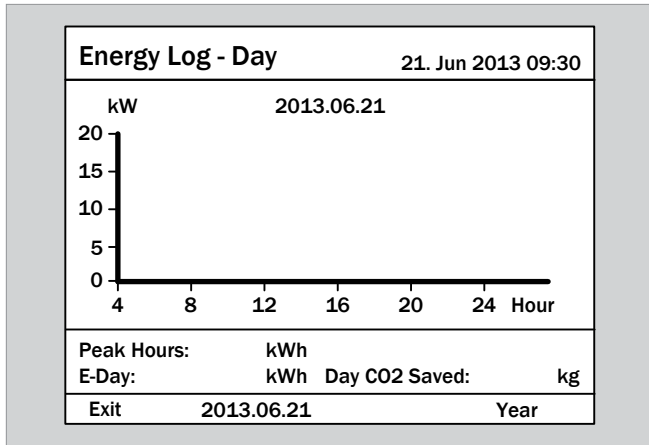 Energy Log - Day 21. Jun 2013 09:30
kW 2013.06.21
20
15
10
5
0
4 8 12 16 20 24 Hour
Peak Hours: kWh
E-Day: kWh Day CO2 Saved: kg
Exit 2013.06.21 Year